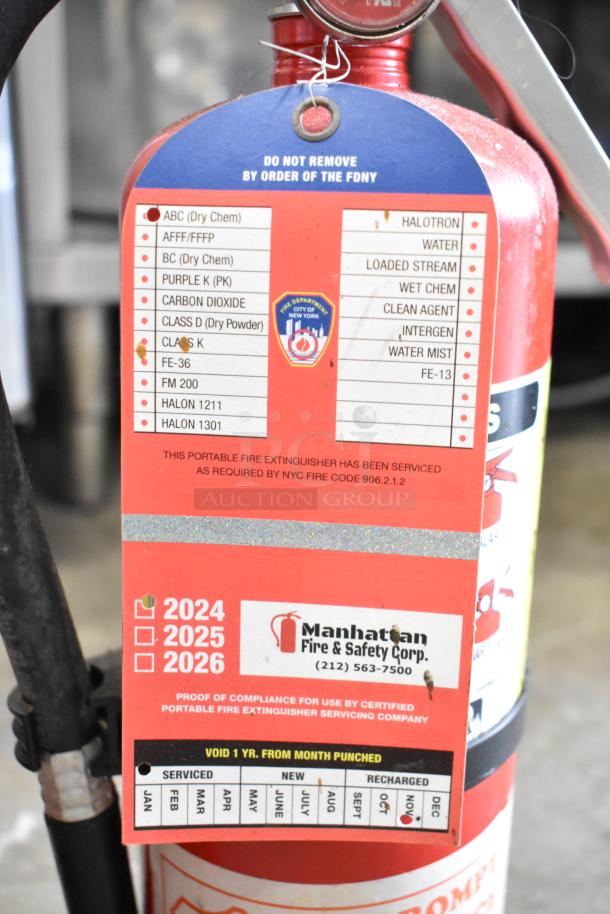 DO NOT REMOVE
BY ORDER OF THE FDNY
ABC (Dry Chem)
AFFF/FFFP
BC (Dry Chem)
PURPLE K (PK)
CARBON DIOXIDE
CLASS D (Dry Powder)
CLASS K
FE-36
FM 200
HALON 1211
HALON 1301
FIRE DEPARTMENT
CITY OF
NEW YORK
HALOTRON
WATER
LOADED STREAM
WET CHEM
CLEAN AGENT
INTERGEN
WATER MIST
FE-13
THIS PORTABLE FIRE EXTINGUISHER HAS BEEN SERVICED
AS REQUIRED BY NYC FIRE CODE 906.2.1.2
pci
AUCTION GROUP
2024
2025
2026
Manhattan
Fire & Safety Corp.
(212) 563-7500
PROOF OF COMPLIANCE FOR USE BY CERTIFIED
PORTABLE FIRE EXTINGUISHER SERVICING COMPANY
VOID 1 YR. FROM MONTH PUNCHED
SERVICED NEW RECHARGED
JAN FEB MAR APR MAY JUNE JULY AUG SEPT OCT NOV DEC